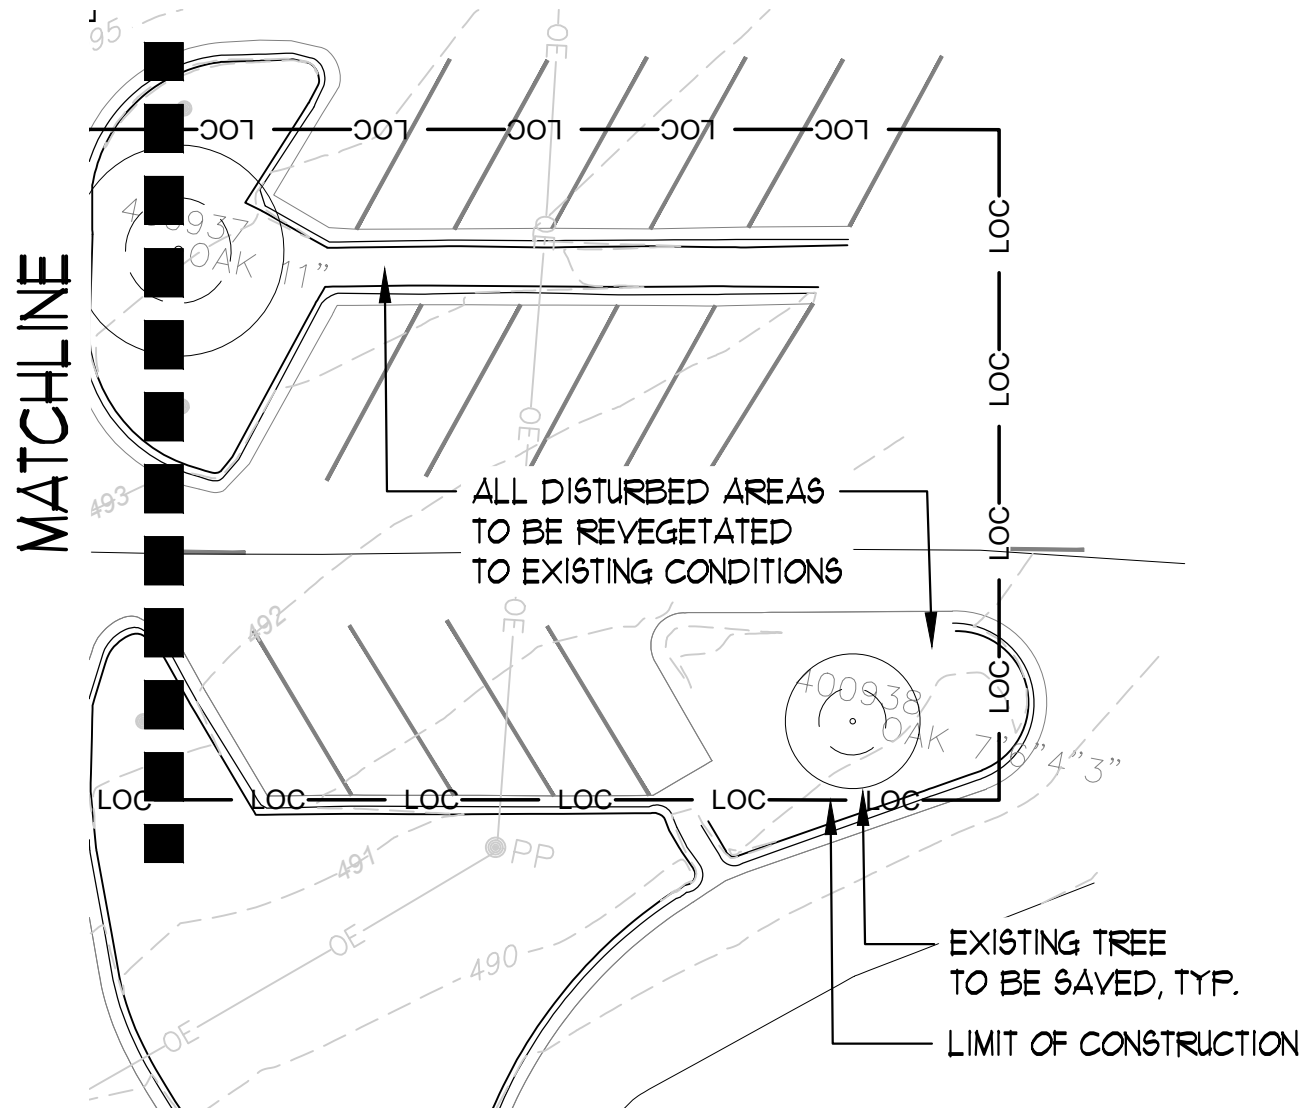 95
OE
LOC LOC LOC LOC LOC
LOC
OAK 11"
OE
MATCHLINE
LOC
OE
493
ALL DISTURBED AREAS
TO BE REVEGETATED
TO EXISTING CONDITIONS
LOC
492
OE
400938
OAK 7"6"4"3"
LOC
LOC LOC LOC LOC LOC LOC
491
PP
OE
490
EXISTING TREE
TO BE SAVED, TYP.
OE
LIMIT OF CONSTRUCTION